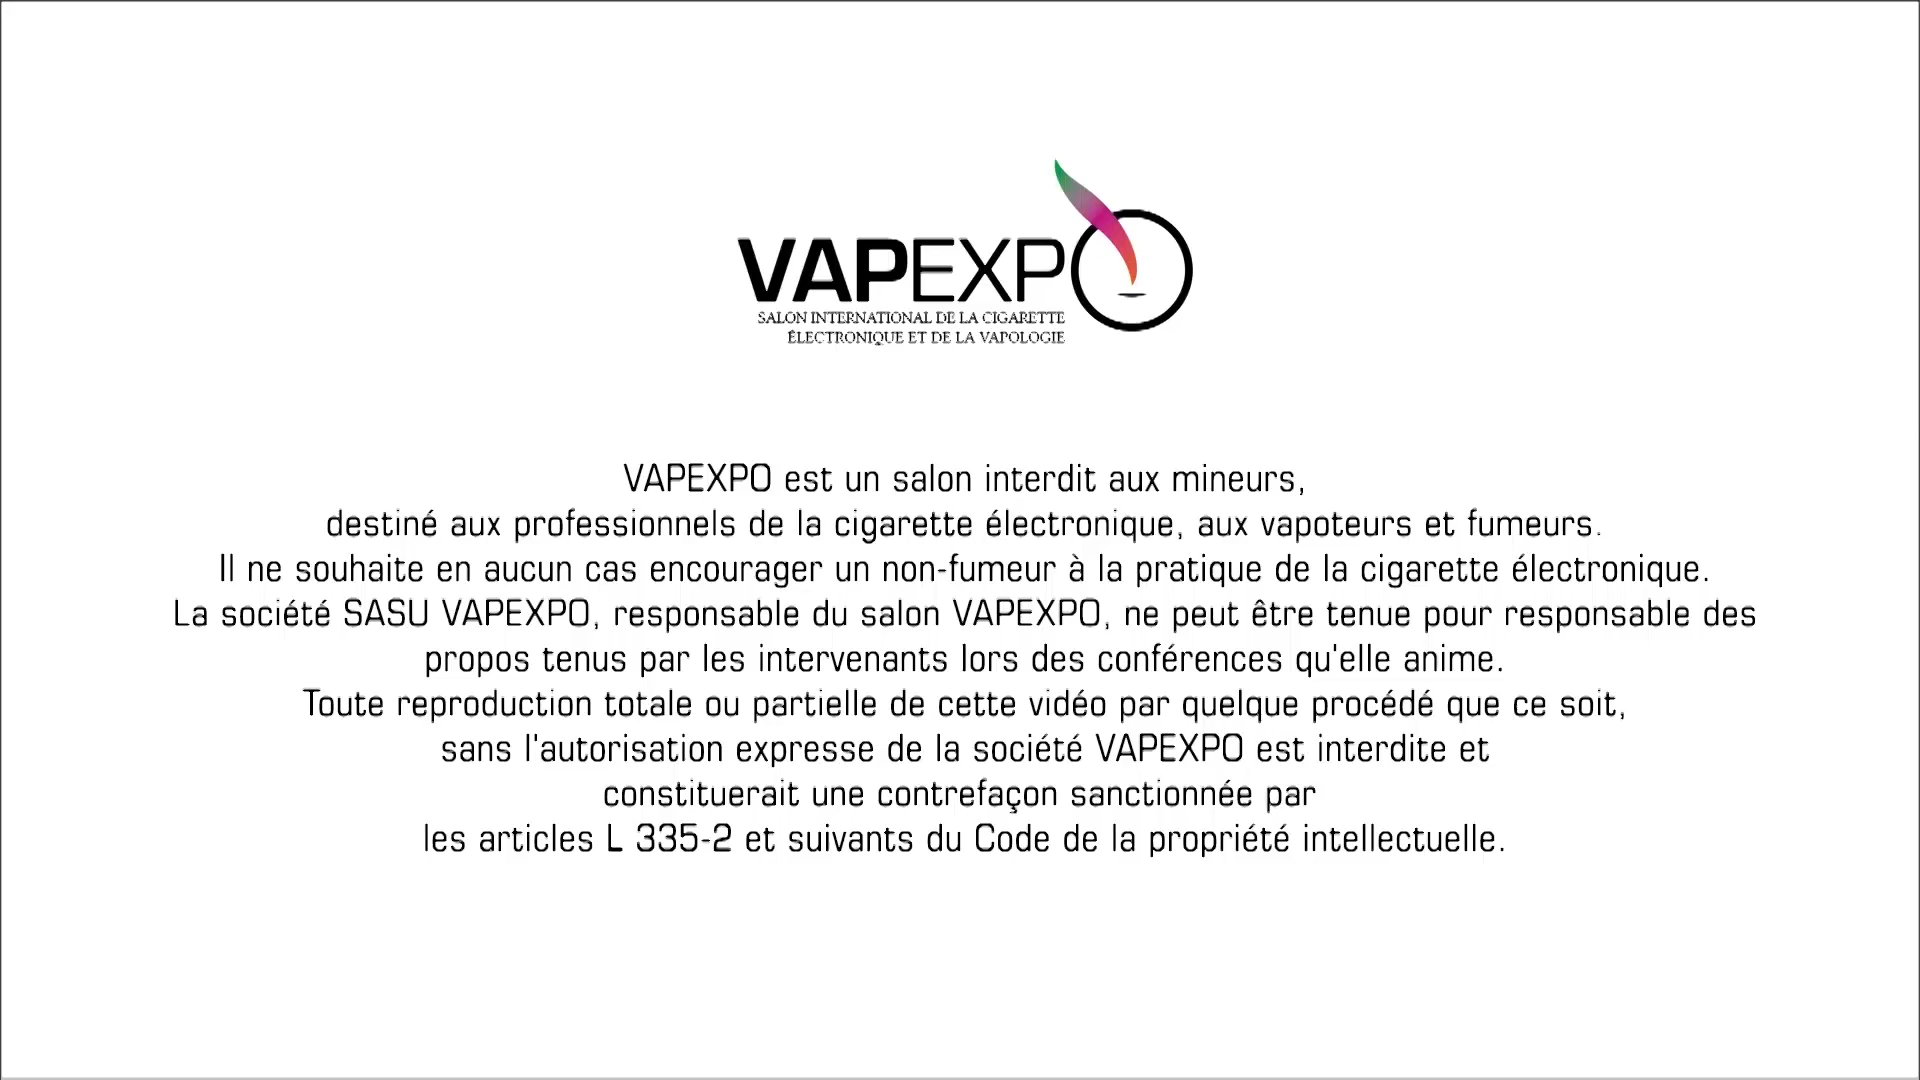 VAPEXPO
SALON INTERNATIONAL DE LA CIGARETTE
ÉLECTRONIQUE ET DE LA VAPOLOGIE
VAPEXPO est un salon interdit aux mineurs,
destiné aux professionnels de la cigarette électronique, aux vapoteurs et fumeurs.
Il ne souhaite en aucun cas encourager un non-fumeur à la pratique de la cigarette électronique.
La société SASU VAPEXPO, responsable du salon VAPEXPO, ne peut être tenue pour responsable des
propos tenus par les intervenants lors des conférences qu'elle anime.
Toute reproduction totale ou partielle de cette vidéo par quelque procédé que ce soit,
sans l'autorisation expresse de la société VAPEXPO est interdite et
constituerait une contrefaçon sanctionnée par
les articles L 335-2 et suivants du Code de la propriété intellectuelle.